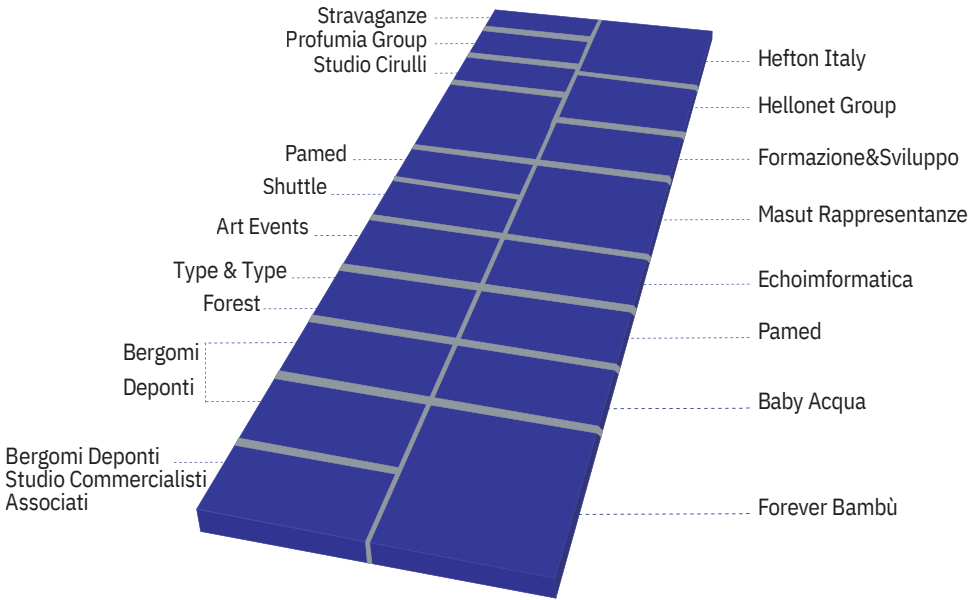 Stravaganze
Profumia Group
Studio Cirulli
Pamed
Shuttle
Art Events
Type & Type
Forest
Bergomi
Deponti
Bergomi Deponti
Studio Commercialisti
Associati
Hefton Italy
Hellonet Group
Formazione&Sviluppo
Masut Rappresentanze
Echoimformatica
Pamed
Baby Acqua
Forever Bambù